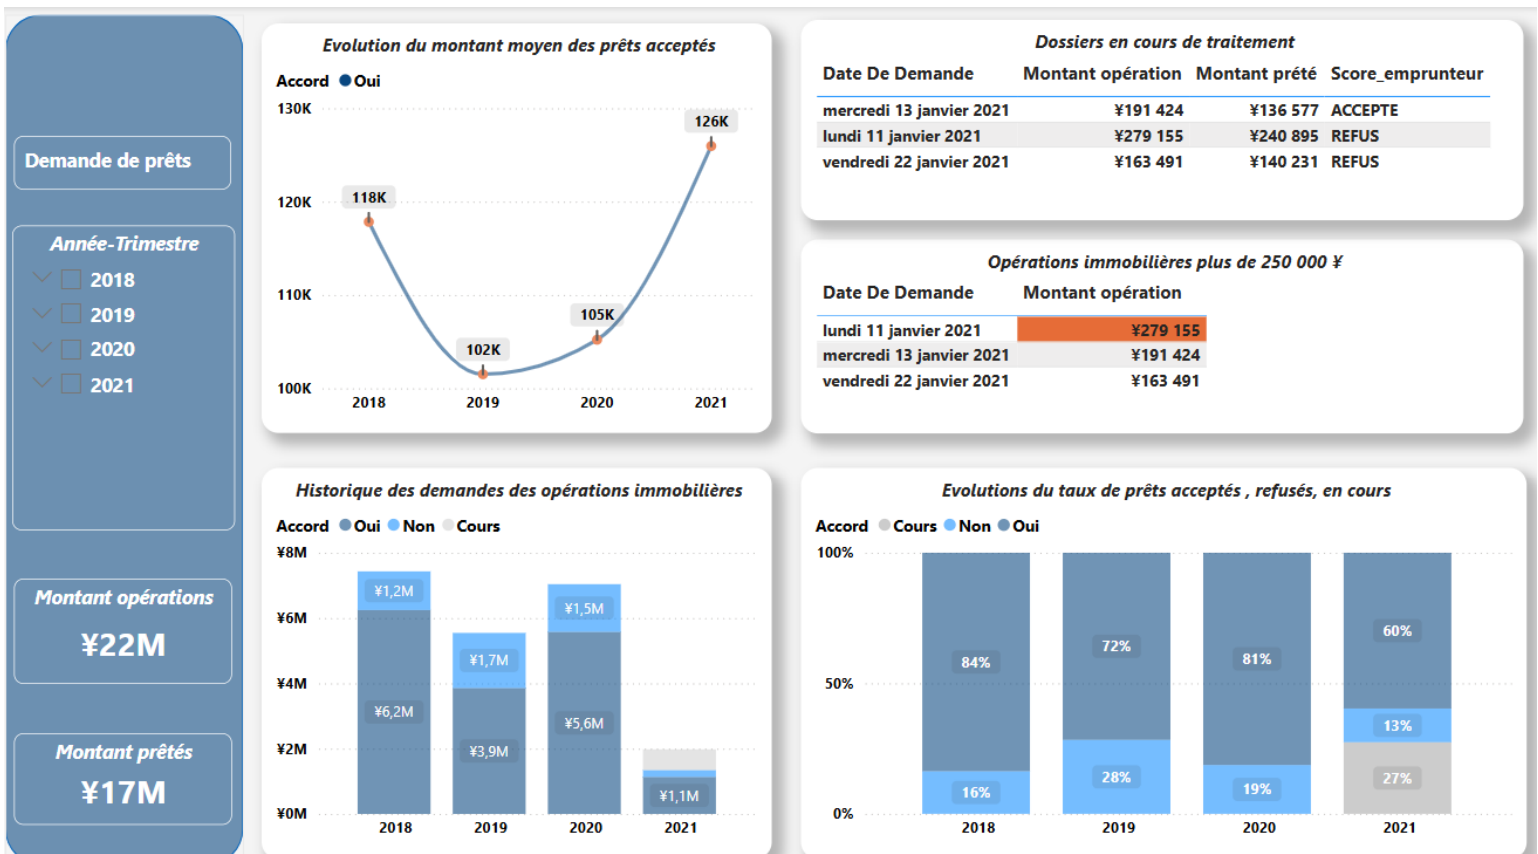 Demande de prêts
Année-Trimestre
2018
2019
2020
2021
Montant opérations
¥22M
Montant prêtés
¥17M
Evolution du montant moyen des prêts acceptés
Accord Oui
130K
120K
110K
100K
118K
102K
105K
126K
2018 2019 2020 2021
Dossiers en cours de traitement
Date De Demande Montant opération Montant prété Score_emprunteur
mercredi 13 janvier 2021 ¥191 424 ¥136 577 ACCEPTE
lundi 11 janvier 2021 ¥279 155 ¥240 895 REFUS
vendredi 22 janvier 2021 ¥163 491 ¥140 231 REFUS
Opérations immobilières plus de 250 000 ¥
Date De Demande Montant opération
lundi 11 janvier 2021 ¥279 155
mercredi 13 janvier 2021 ¥191 424
vendredi 22 janvier 2021 ¥163 491
Historique des demandes des opérations immobilières
Accord Oui Non Cours
¥8M
¥6M
¥4M
¥2M
¥0M
¥1,2M
¥6,2M
¥1,7M
¥3,9M
¥1,5M
¥5,6M
¥1,1M
2018 2019 2020 2021
Evolutions du taux de prêts acceptés , refusés, en cours
Accord Cours Non Oui
100%
50%
0%
84%
16%
72%
28%
81%
19%
60%
13%
27%
2018 2019 2020 2021